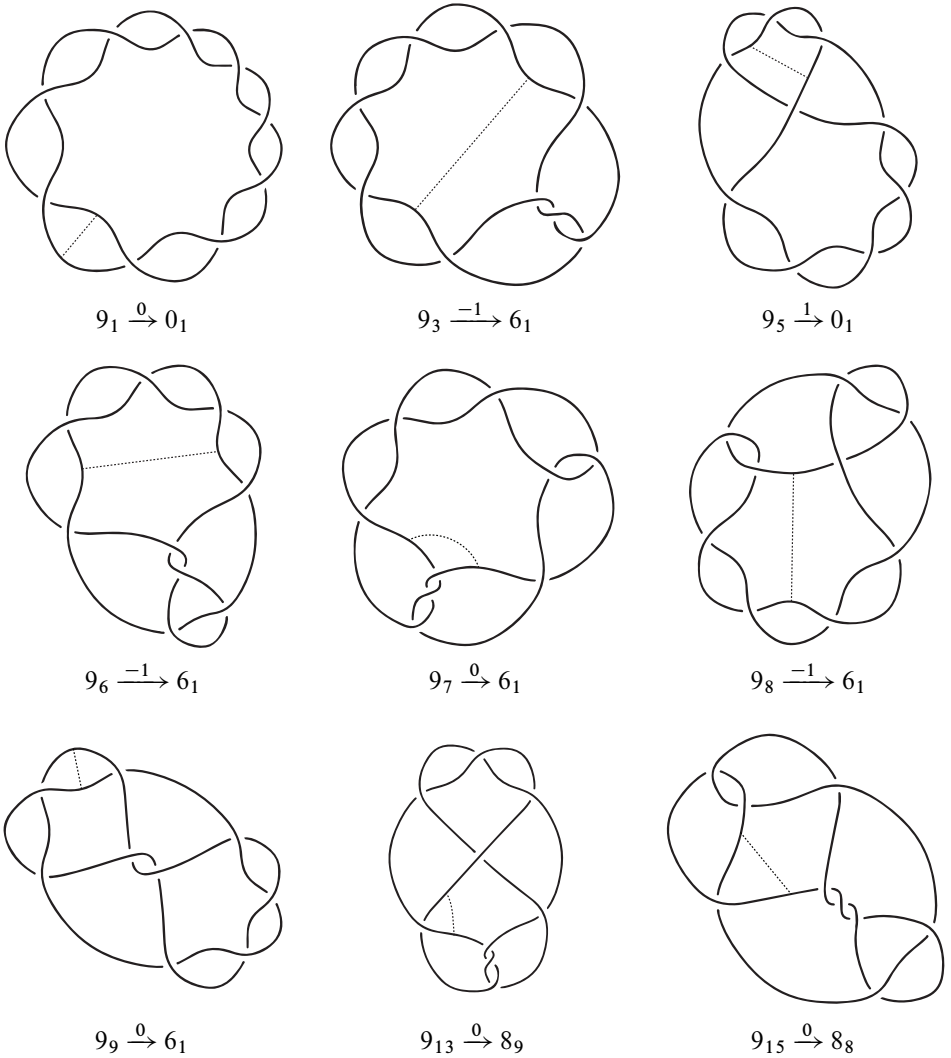 9₁ —0→ 0₁
9₃ —−1→ 6₁
9₅ —1→ 0₁
9₆ —−1→ 6₁
9₇ —0→ 6₁
9₈ —−1→ 6₁
9₉ —0→ 6₁
9₁₃ —0→ 8₉
9₁₅ —0→ 8₈